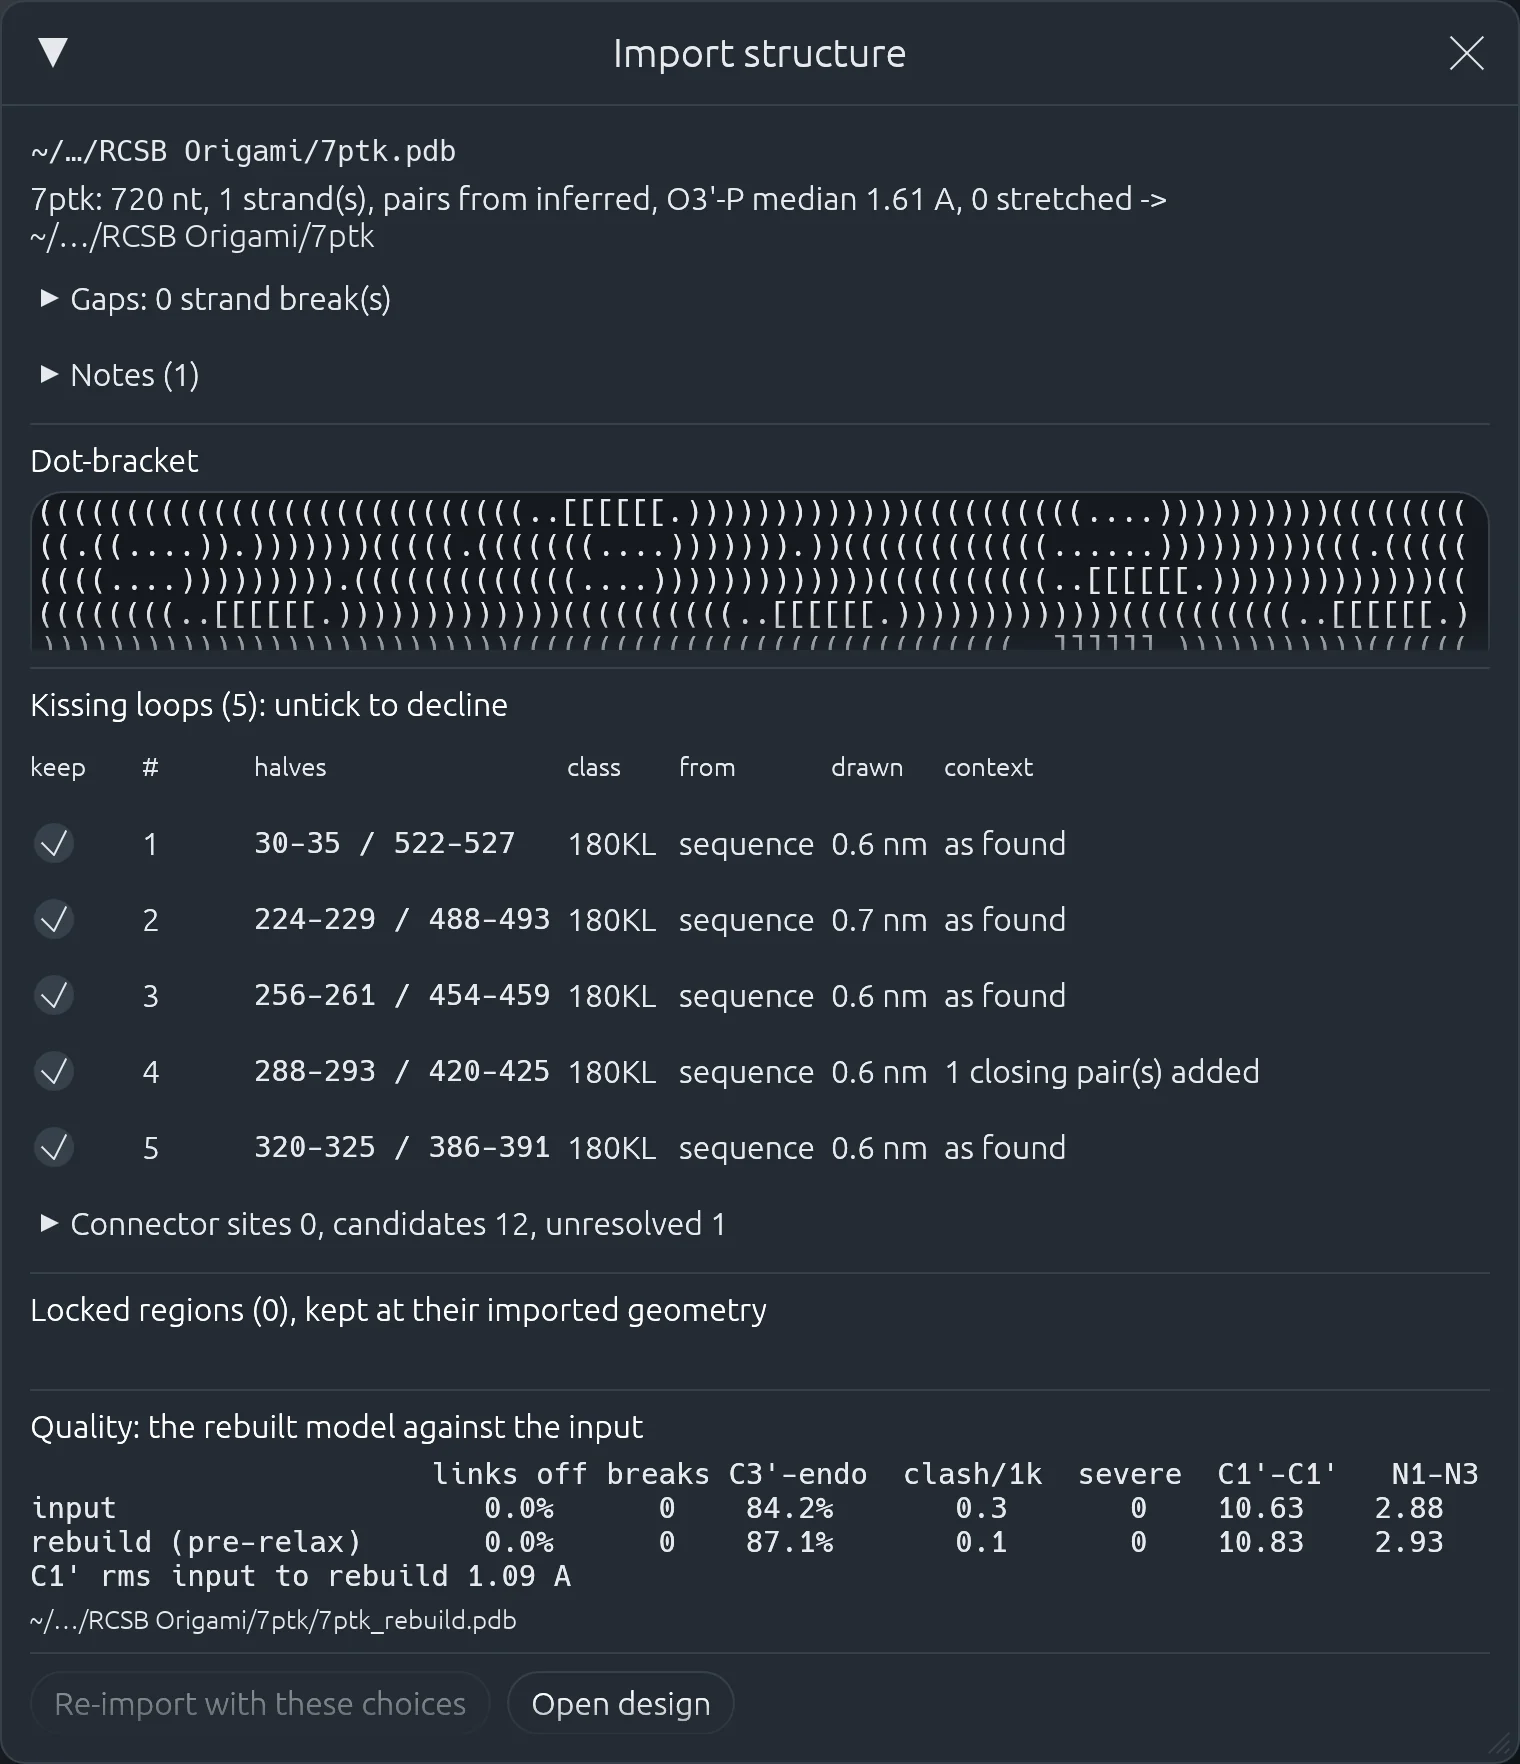 Import structure
~/…/RCSB Origami/7ptk.pdb
7ptk: 720 nt, 1 strand(s), pairs from inferred, O3'-P median 1.61 A, 0 stretched ->
~/…/RCSB Origami/7ptk
Gaps: 0 strand break(s)
Notes (1)
Dot-bracket
((((((((((((((((((((((((((((..[[[[[[.)))))))))))))((((((((((....))))))))))((((((((
((.((....)).)))))))(((((.(((((((....))))))).))((((((((((((......)))))))))(((.(((((
((((....))))))))).(((((((((((((....)))))))))))))((((((((((..[[[[[[.)))))))))))))((
((((((((..[[[[[[.)))))))))))))((((((((((..[[[[[[.)))))))))))))((((((((((..[[[[[[.)
Kissing loops (5): untick to decline
keep # halves class from drawn context
1 30-35 / 522-527 180KL sequence 0.6 nm as found
2 224-229 / 488-493 180KL sequence 0.7 nm as found
3 256-261 / 454-459 180KL sequence 0.6 nm as found
4 288-293 / 420-425 180KL sequence 0.6 nm 1 closing pair(s) added
5 320-325 / 386-391 180KL sequence 0.6 nm as found
Connector sites 0, candidates 12, unresolved 1
Locked regions (0), kept at their imported geometry
Quality: the rebuilt model against the input
links off breaks C3'-endo clash/1k severe C1'-C1' N1-N3
input 0.0% 0 84.2% 0.3 0 10.63 2.88
rebuild (pre-relax) 0.0% 0 87.1% 0.1 0 10.83 2.93
C1' rms input to rebuild 1.09 A
~/…/RCSB Origami/7ptk/7ptk_rebuild.pdb
Re-import with these choices
Open design